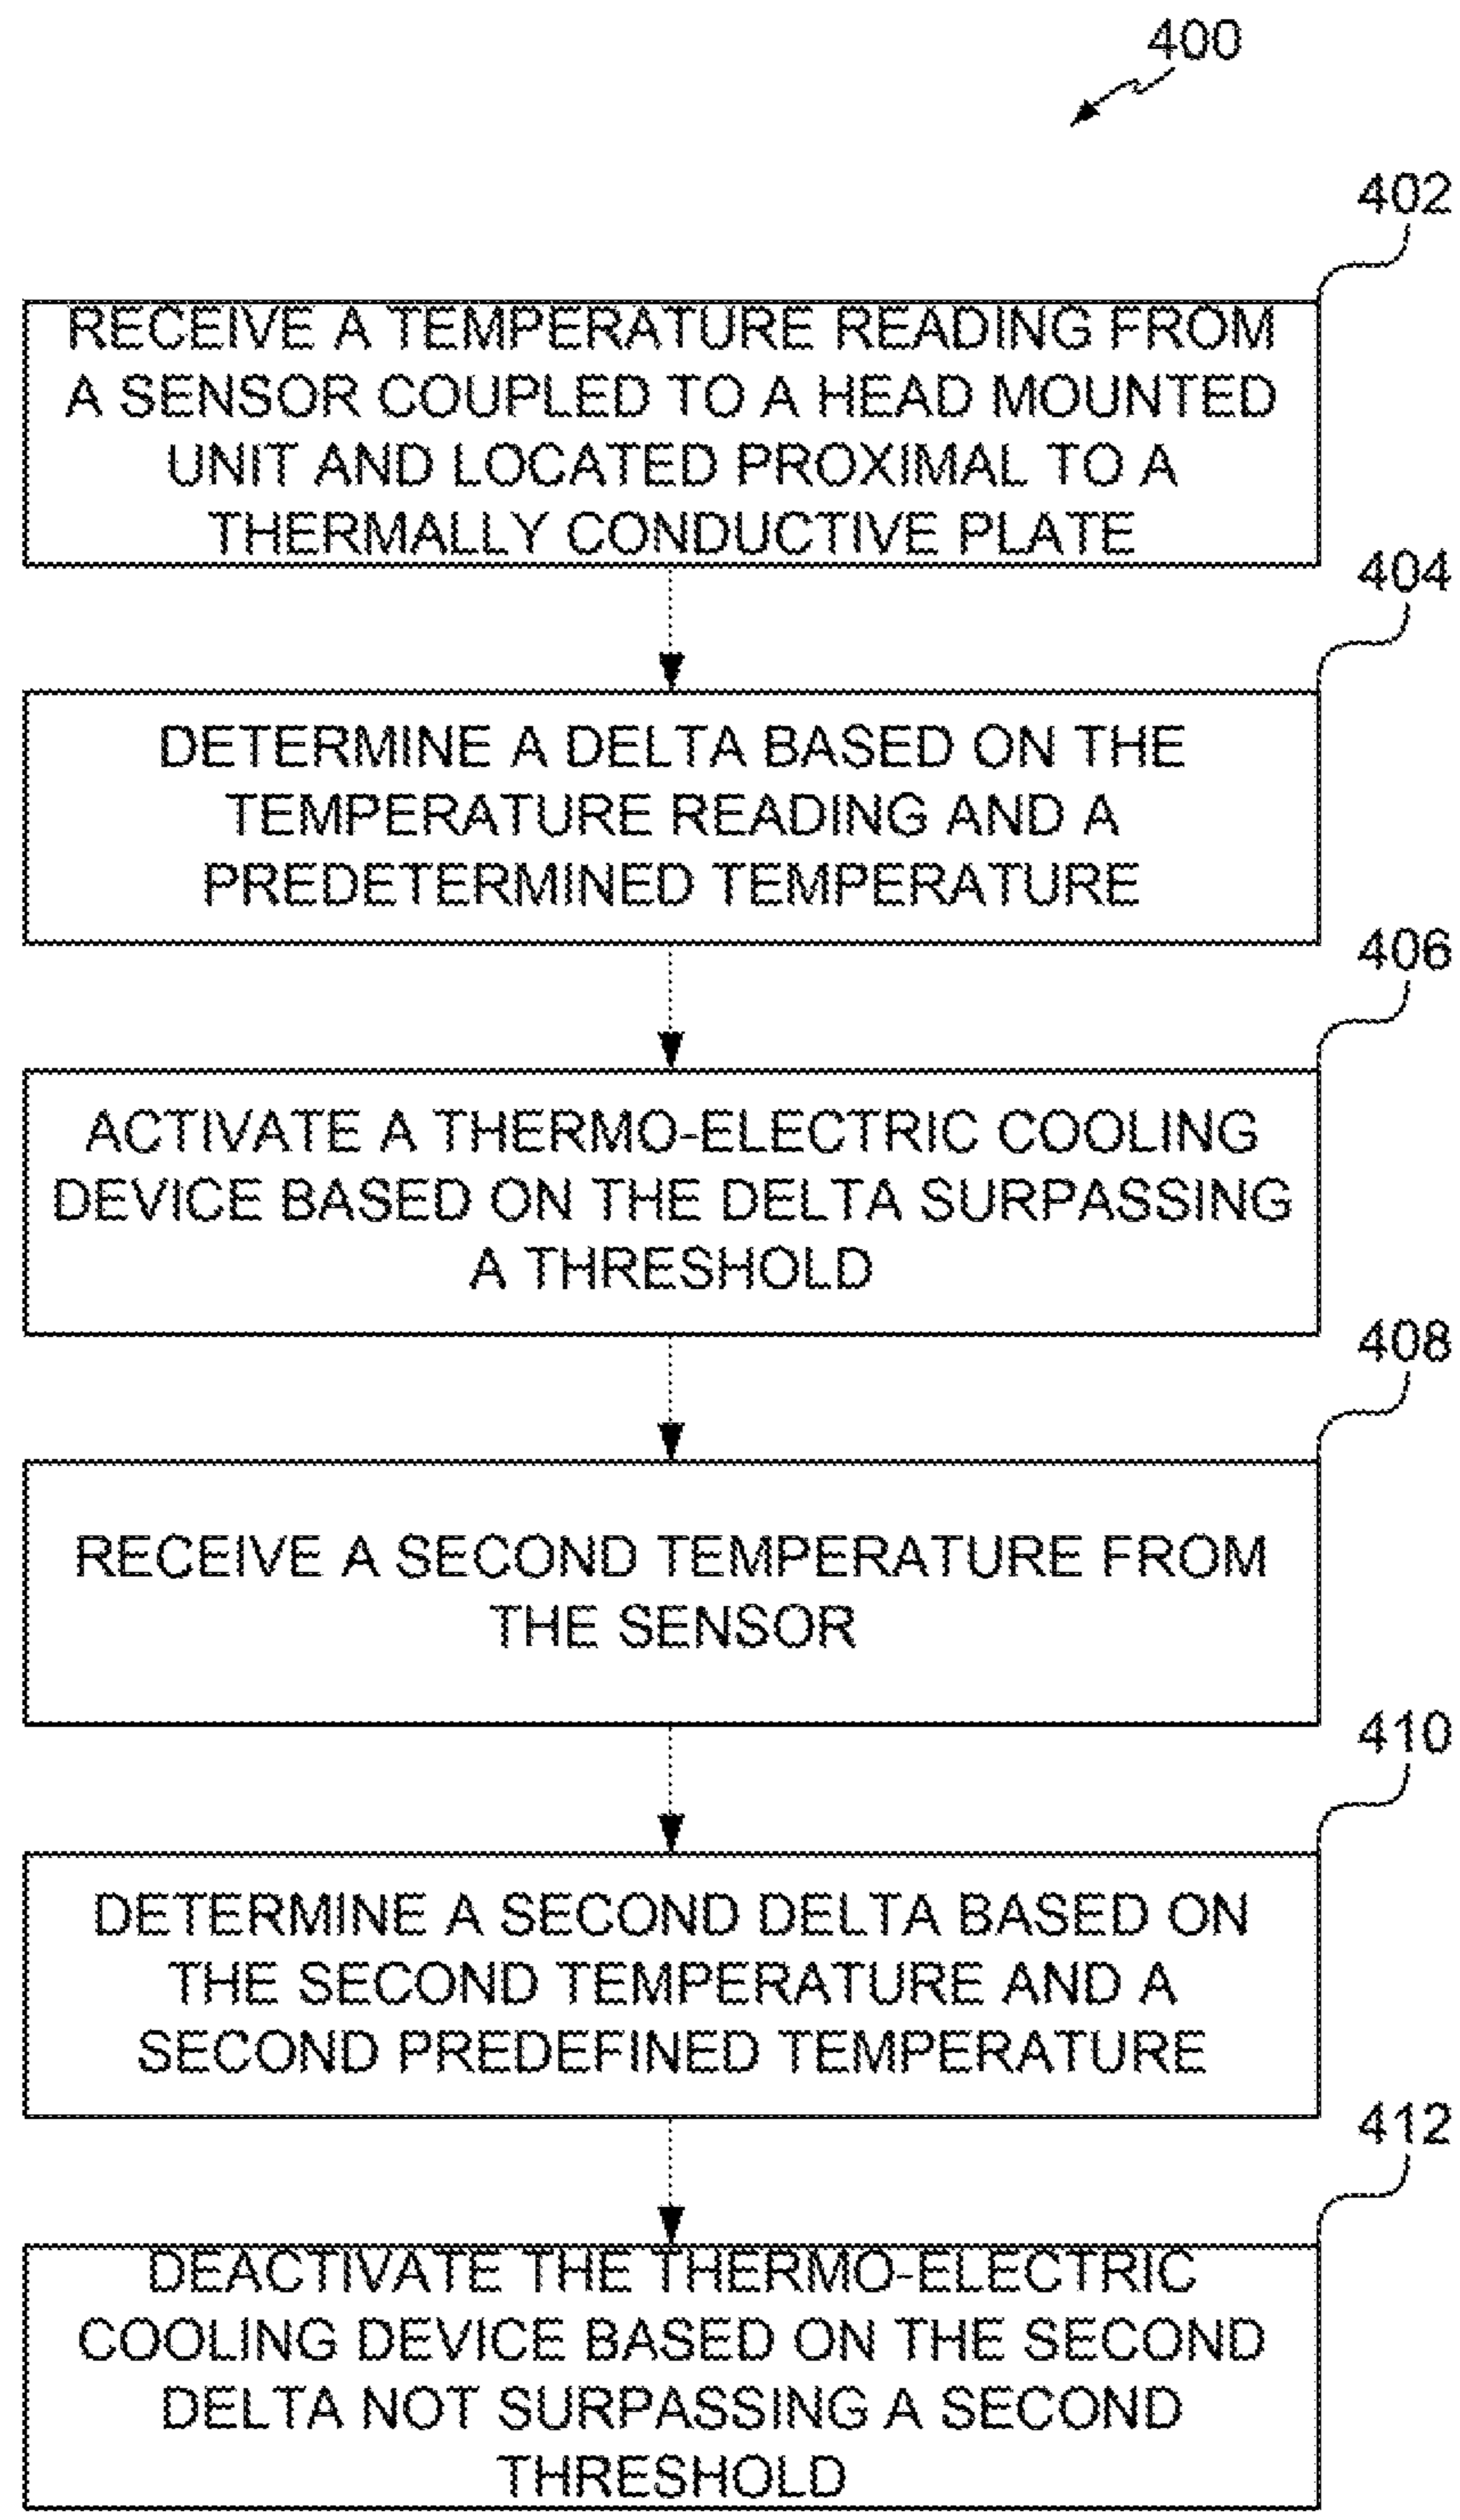 400
402
RECEIVE A TEMPERATURE READING FROM
A SENSOR COUPLED TO A HEAD MOUNTED
UNIT AND LOCATED PROXIMAL TO A
THERMALLY CONDUCTIVE PLATE
404
DETERMINE A DELTA BASED ON THE
TEMPERATURE READING AND A
PREDETERMINED TEMPERATURE
406
ACTIVATE A THERMO-ELECTRIC COOLING
DEVICE BASED ON THE DELTA SURPASSING
A THRESHOLD
408
RECEIVE A SECOND TEMPERATURE FROM
THE SENSOR
410
DETERMINE A SECOND DELTA BASED ON
THE SECOND TEMPERATURE AND A
SECOND PREDEFINED TEMPERATURE
412
DEACTIVATE THE THERMO-ELECTRIC
COOLING DEVICE BASED ON THE SECOND
DELTA NOT SURPASSING A SECOND
THRESHOLD